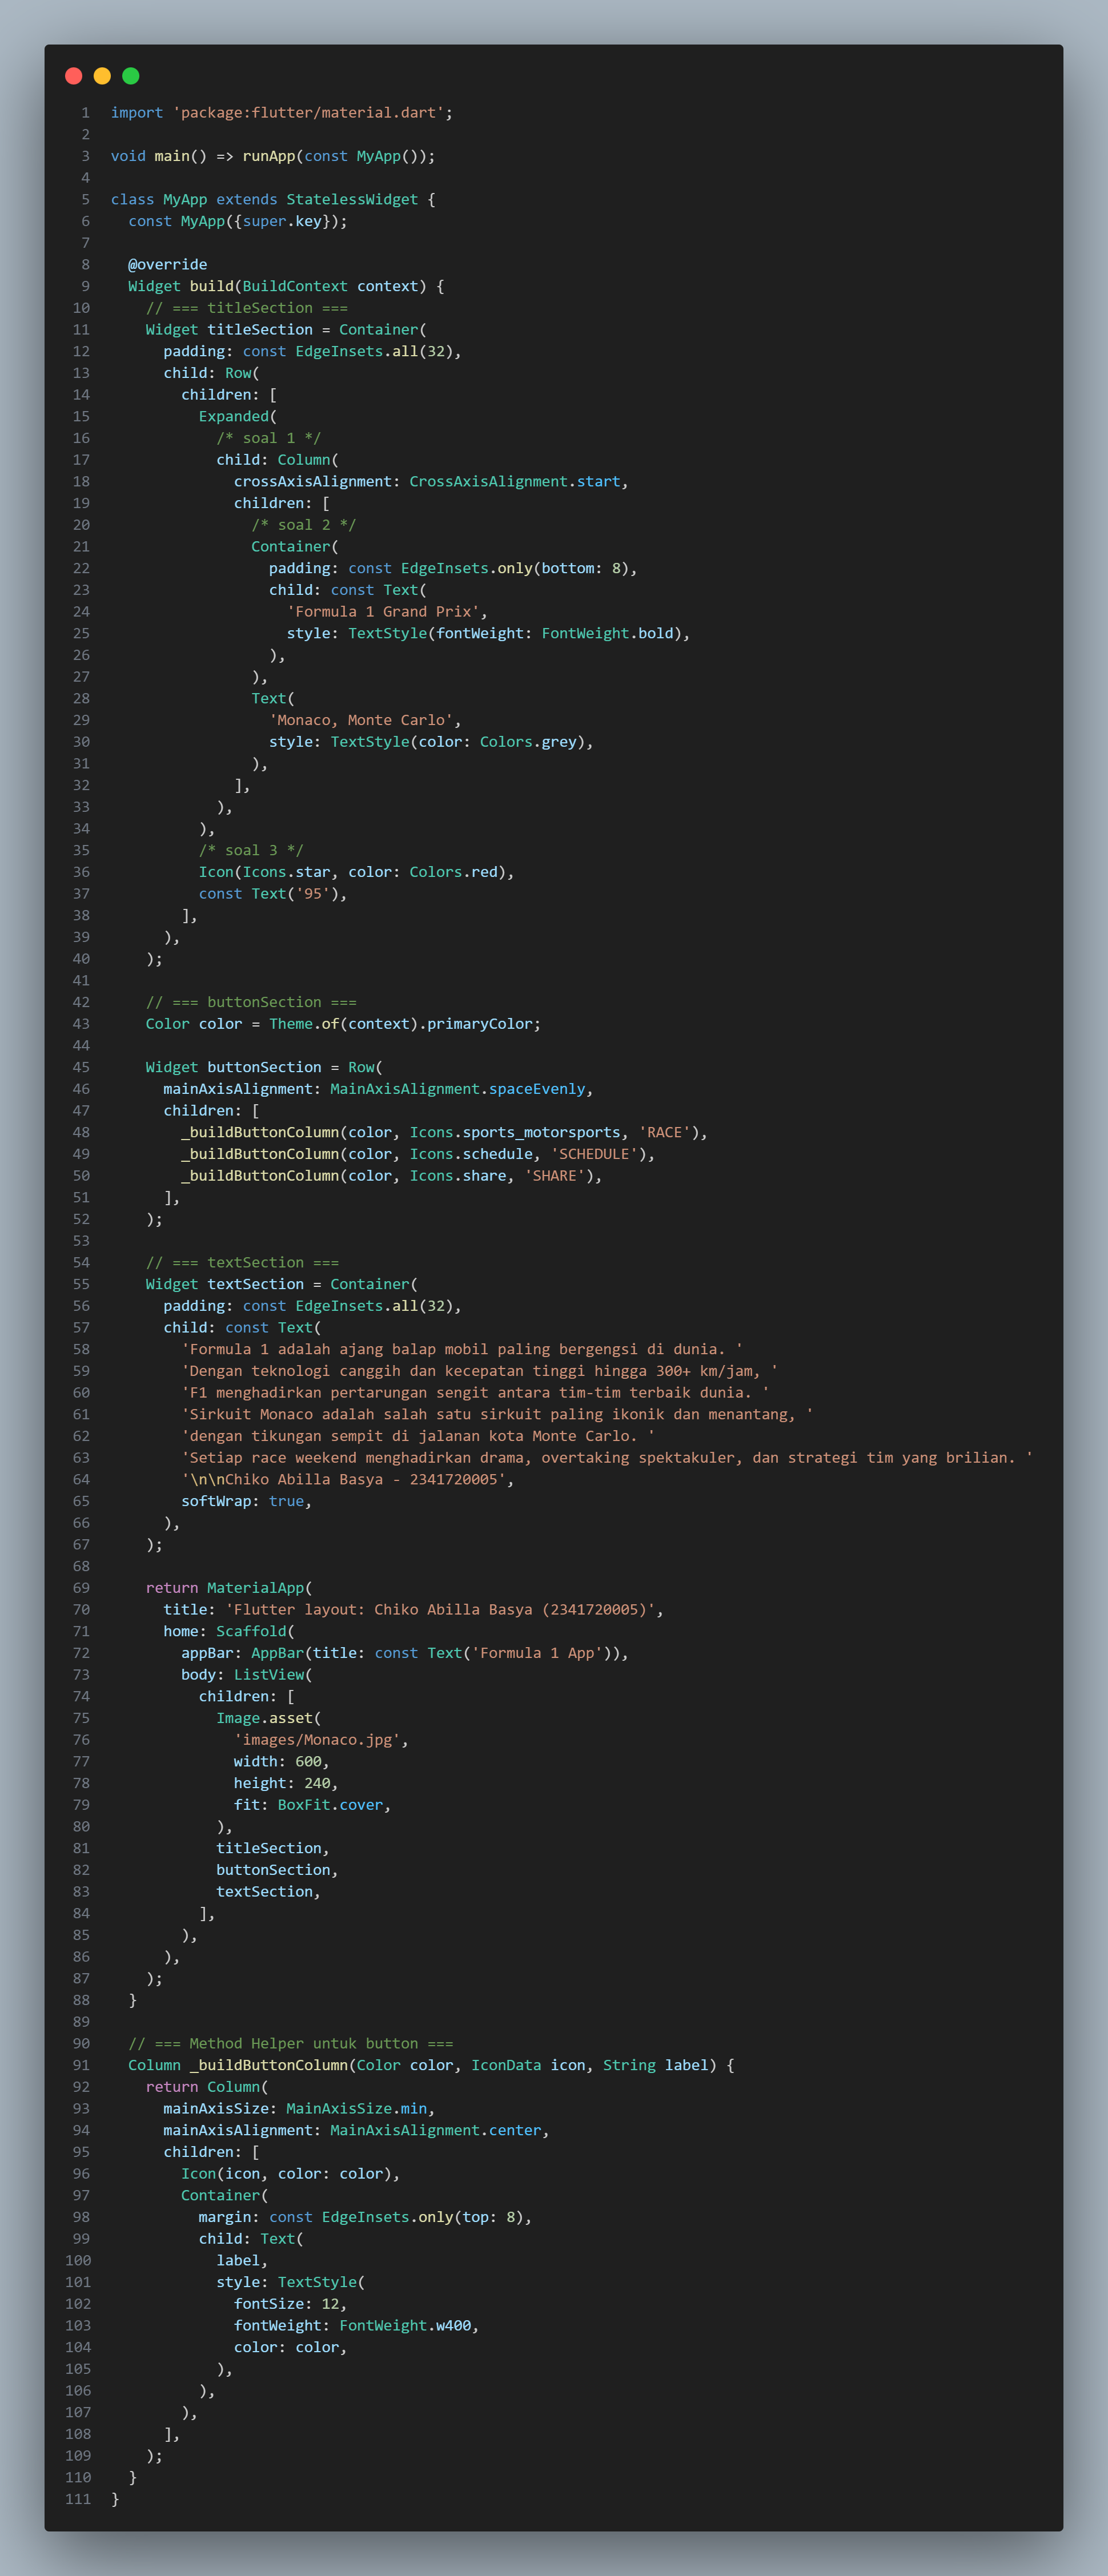 1 import 'package:flutter/material.dart';
2
3 void main() => runApp(const MyApp());
4
5 class MyApp extends StatelessWidget {
6   const MyApp({super.key});
7
8   @override
9   Widget build(BuildContext context) {
10     // === titleSection ===
11     Widget titleSection = Container(
12       padding: const EdgeInsets.all(32),
13       child: Row(
14         children: [
15           Expanded(
16             /* soal 1 */
17             child: Column(
18               crossAxisAlignment: CrossAxisAlignment.start,
19               children: [
20                 /* soal 2 */
21                 Container(
22                   padding: const EdgeInsets.only(bottom: 8),
23                   child: const Text(
24                     'Formula 1 Grand Prix',
25                     style: TextStyle(fontWeight: FontWeight.bold),
26                   ),
27                 ),
28                 Text(
29                   'Monaco, Monte Carlo',
30                   style: TextStyle(color: Colors.grey),
31                 ),
32               ],
33             ),
34           ),
35           /* soal 3 */
36           Icon(Icons.star, color: Colors.red),
37           const Text('95'),
38         ],
39       ),
40     );
41
42     // === buttonSection ===
43     Color color = Theme.of(context).primaryColor;
44
45     Widget buttonSection = Row(
46       mainAxisAlignment: MainAxisAlignment.spaceEvenly,
47       children: [
48         _buildButtonColumn(color, Icons.sports_motorsports, 'RACE'),
49         _buildButtonColumn(color, Icons.schedule, 'SCHEDULE'),
50         _buildButtonColumn(color, Icons.share, 'SHARE'),
51       ],
52     );
53
54     // === textSection ===
55     Widget textSection = Container(
56       padding: const EdgeInsets.all(32),
57       child: const Text(
58         'Formula 1 adalah ajang balap mobil paling bergengsi di dunia. '
59         'Dengan teknologi canggih dan kecepatan tinggi hingga 300+ km/jam, '
60         'F1 menghadirkan pertarungan sengit antara tim-tim terbaik dunia. '
61         'Sirkuit Monaco adalah salah satu sirkuit paling ikonik dan menantang, '
62         'dengan tikungan sempit di jalanan kota Monte Carlo. '
63         'Setiap race weekend menghadirkan drama, overtaking spektakuler, dan strategi tim yang brilian. '
64         '\n\nChiko Abilla Basya - 2341720005',
65         softWrap: true,
66       ),
67     );
68
69     return MaterialApp(
70       title: 'Flutter layout: Chiko Abilla Basya (2341720005)',
71       home: Scaffold(
72         appBar: AppBar(title: const Text('Formula 1 App')),
73         body: ListView(
74           children: [
75             Image.asset(
76               'images/Monaco.jpg',
77               width: 600,
78               height: 240,
79               fit: BoxFit.cover,
80             ),
81             titleSection,
82             buttonSection,
83             textSection,
84           ],
85         ),
86       ),
87     );
88   }
89
90   // === Method Helper untuk button ===
91   Column _buildButtonColumn(Color color, IconData icon, String label) {
92     return Column(
93       mainAxisSize: MainAxisSize.min,
94       mainAxisAlignment: MainAxisAlignment.center,
95       children: [
96         Icon(icon, color: color),
97         Container(
98           margin: const EdgeInsets.only(top: 8),
99           child: Text(
100             label,
101             style: TextStyle(
102               fontSize: 12,
103               fontWeight: FontWeight.w400,
104               color: color,
105             ),
106           ),
107         ),
108       ],
109     );
110   }
111 }